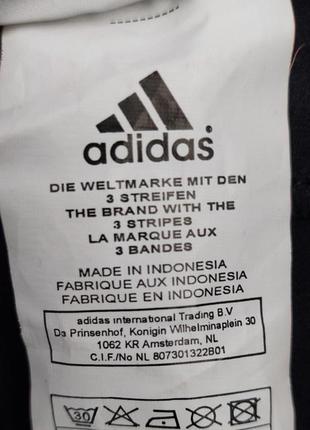 adidas
DIE WELTMARKE MIT DEN
3 STREIFEN
THE BRAND WITH THE
3 STRIPES
LA MARQUE AUX
3 BANDES
MADE IN INDONESIA
FABRIQUE AUX INDONESIA
FABRIQUE EN INDONESIA
adidas international Trading B.V
Da Prinsenhof, Konigin Wilhelminaplein 30
1062 KR Amsterdam, NL
C.I.F./No NL 807301322B01
30